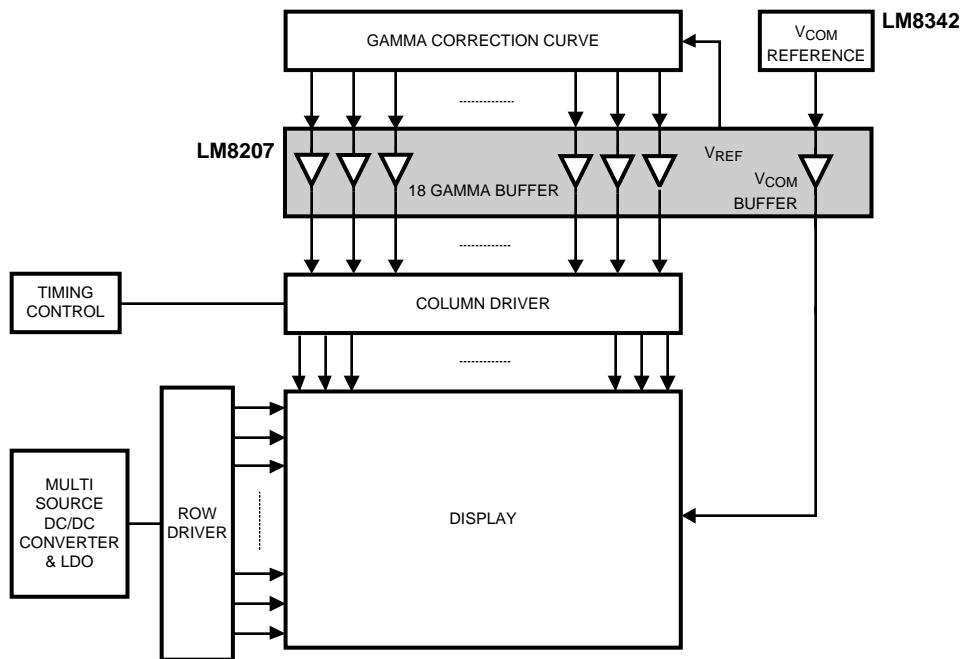 GAMMA CORRECTION CURVE
VCOM
REFERENCE
LM8342
LM8207
VREF
18 GAMMA BUFFER
VCOM
BUFFER
TIMING
CONTROL
COLUMN DRIVER
MULTI
SOURCE
DC/DC
CONVERTER
& LDO
ROW
DRIVER
DISPLAY